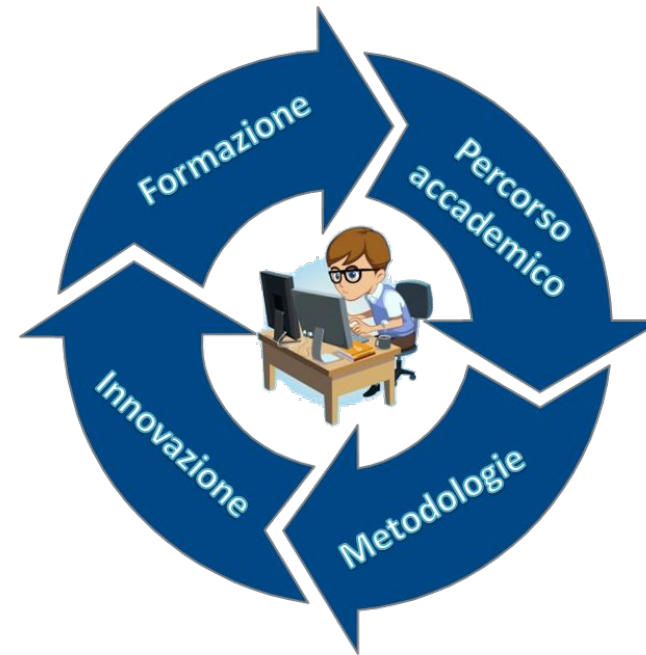 Formazione
Percorso
accademico
Metodologie
Innovazione